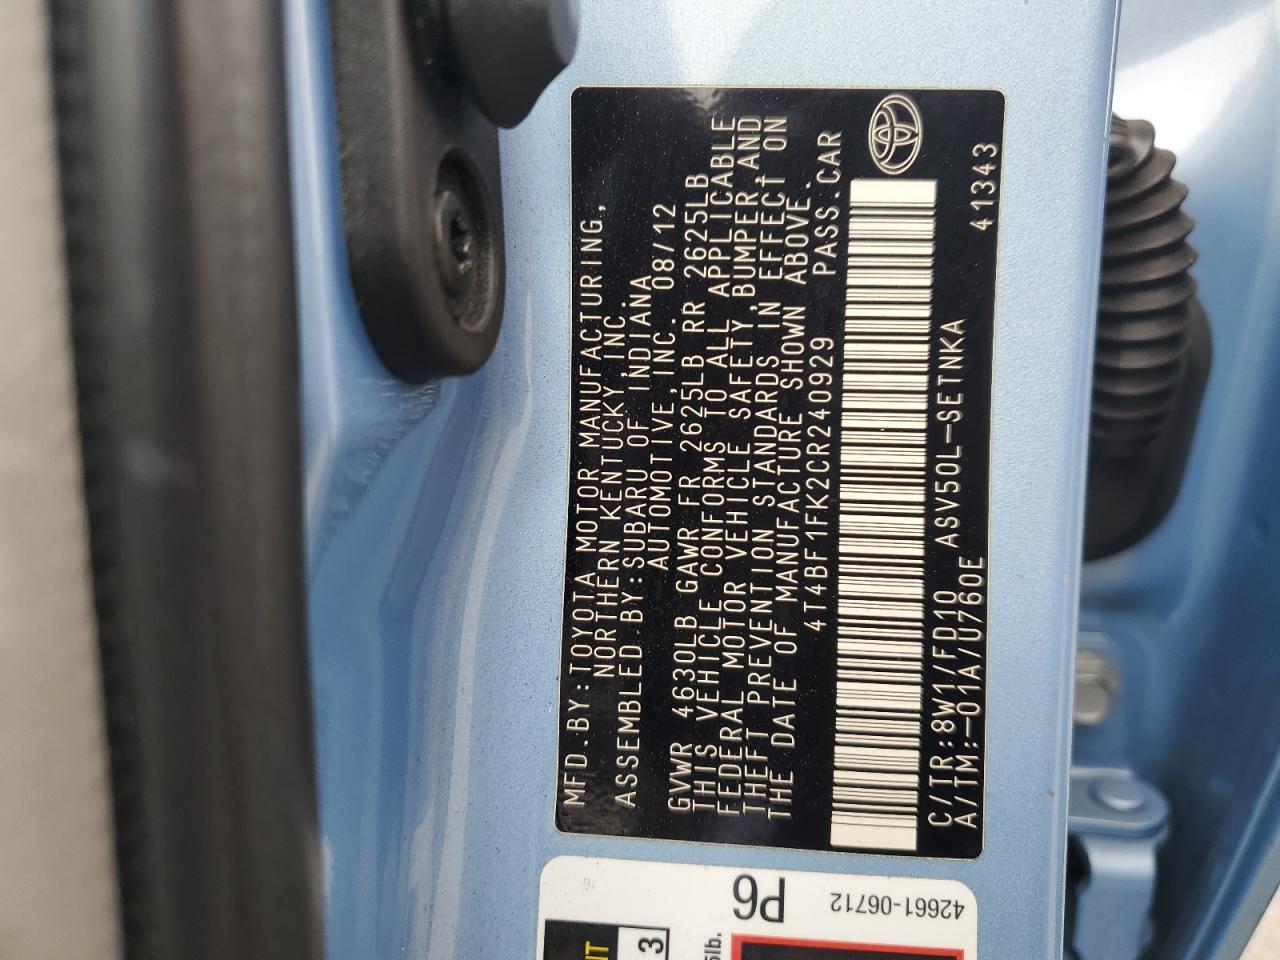 MFD.BY:TOYOTA MOTOR MANUFACTURING,
NORTHERN KENTUCKY,INC.
ASSEMBLED BY:SUBARU OF INDIANA
AUTOMOTIVE,INC. 08/12
GVWR 4630LB GAWR FR 2625LB RR 2625LB
THIS VEHICLE CONFORMS TO ALL APPLICABLE
FEDERAL MOTOR VEHICLE SAFETY,BUMPER,AND
THEFT PREVENTION STANDARDS IN EFFECT ON
THE DATE OF MANUFACTURE SHOWN ABOVE.
4T4BF1FK2CR240929 PASS.CAR
C/TR:8W1/FD10 ASV50L-SETNKA
A/TM:-01A/U760E 41343
P6
42661-06712
3